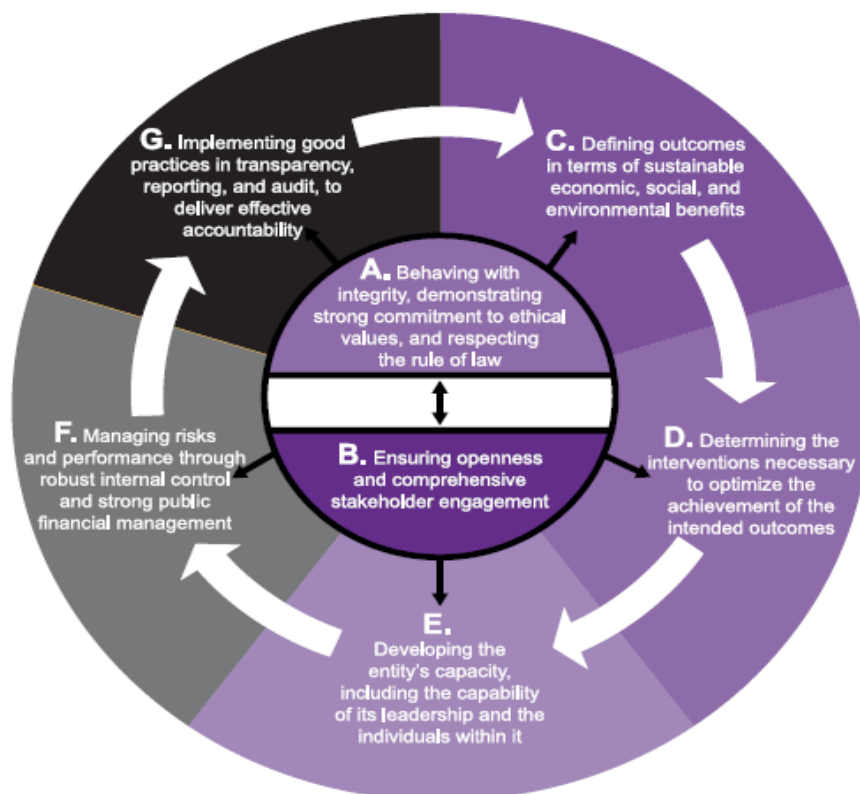 G. Implementing good
practices in transparency,
reporting, and audit, to
deliver effective
accountability
C. Defining outcomes
in terms of sustainable
economic, social, and
environmental benefits
A. Behaving with
integrity, demonstrating
strong commitment to ethical
values, and respecting
the rule of law
B. Ensuring openness
and comprehensive
stakeholder engagement
D. Determining the
interventions necessary
to optimize the
achievement of the
intended outcomes
E.
Developing the
entity's capacity,
including the capability
of its leadership and the
individuals within it
F. Managing risks
and performance through
robust internal control
and strong public
financial management